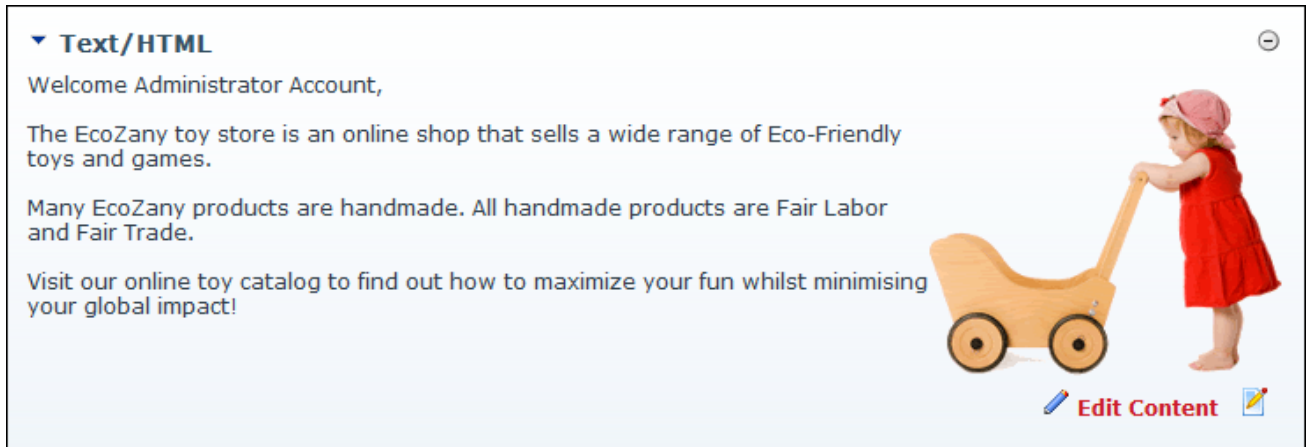 Text/HTML
Welcome Administrator Account,
The EcoZany toy store is an online shop that sells a wide range of Eco-Friendly
toys and games.
Many EcoZany products are handmade. All handmade products are Fair Labor
and Fair Trade.
Visit our online toy catalog to find out how to maximize your fun whilst minimising
your global impact!
Edit Content